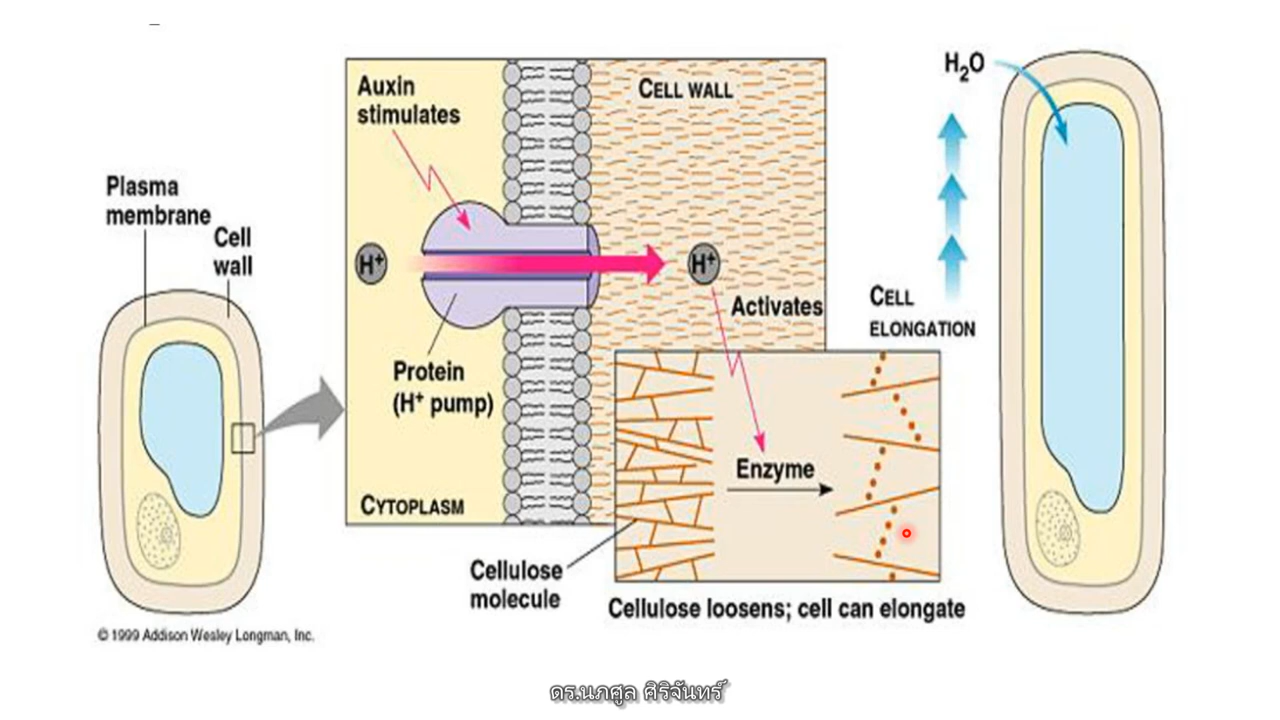 Plasma
membrane
Cell
wall
© 1999 Addison Wesley Longman, Inc.
Auxin
stimulates
CELL WALL
H+
H+
Activates
Protein
(H+ pump)
CYTOPLASM
Enzyme
Cellulose
molecule
Cellulose loosens; cell can elongate
H2O
CELL
ELONGATION
ดร.นภศูล ศิริจันทร์